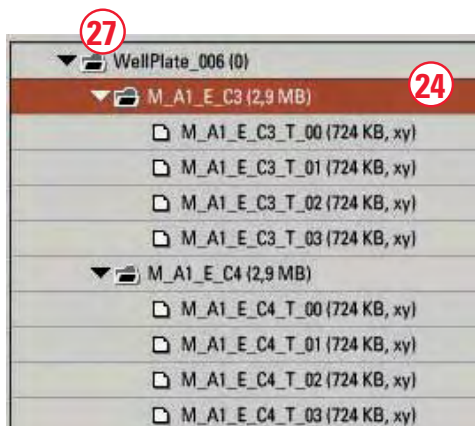 27
WellPlate_006 (0)
M_A1_E_C3 (2,9 MB)
24
M_A1_E_C3_T_00 (724 KB, xy)
M_A1_E_C3_T_01 (724 KB, xy)
M_A1_E_C3_T_02 (724 KB, xy)
M_A1_E_C3_T_03 (724 KB, xy)
M_A1_E_C4 (2,9 MB)
M_A1_E_C4_T_00 (724 KB, xy)
M_A1_E_C4_T_01 (724 KB, xy)
M_A1_E_C4_T_02 (724 KB, xy)
M_A1_E_C4_T_03 (724 KB, xy)